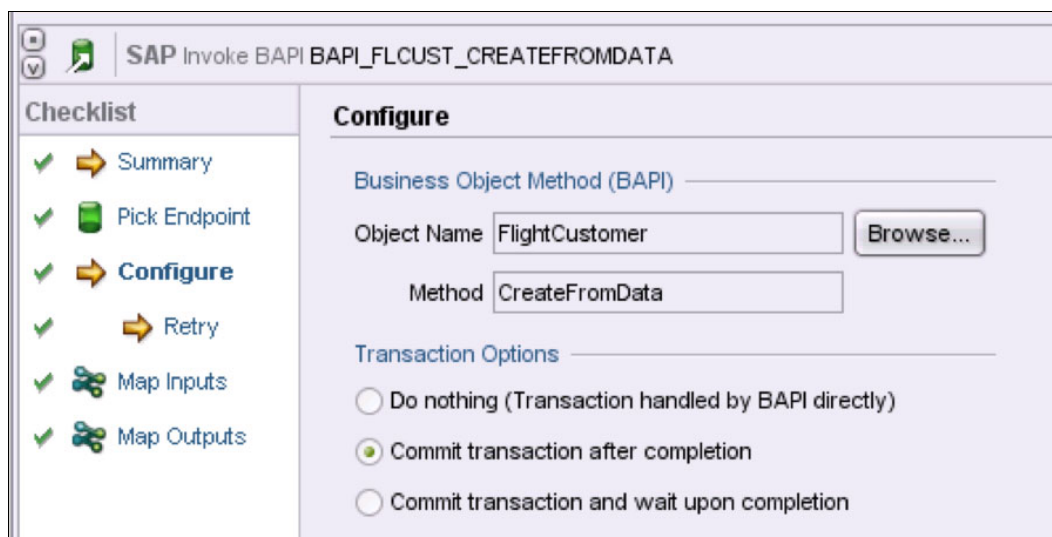 SAP Invoke BAPI BAPI_FLCUST_CREATEFROMDATA
Checklist
Summary
Pick Endpoint
Configure
Retry
Map Inputs
Map Outputs
Configure
Business Object Method (BAPI)
Object Name FlightCustomer Browse...
Method CreateFromData
Transaction Options
Do nothing (Transaction handled by BAPI directly)
Commit transaction after completion
Commit transaction and wait upon completion